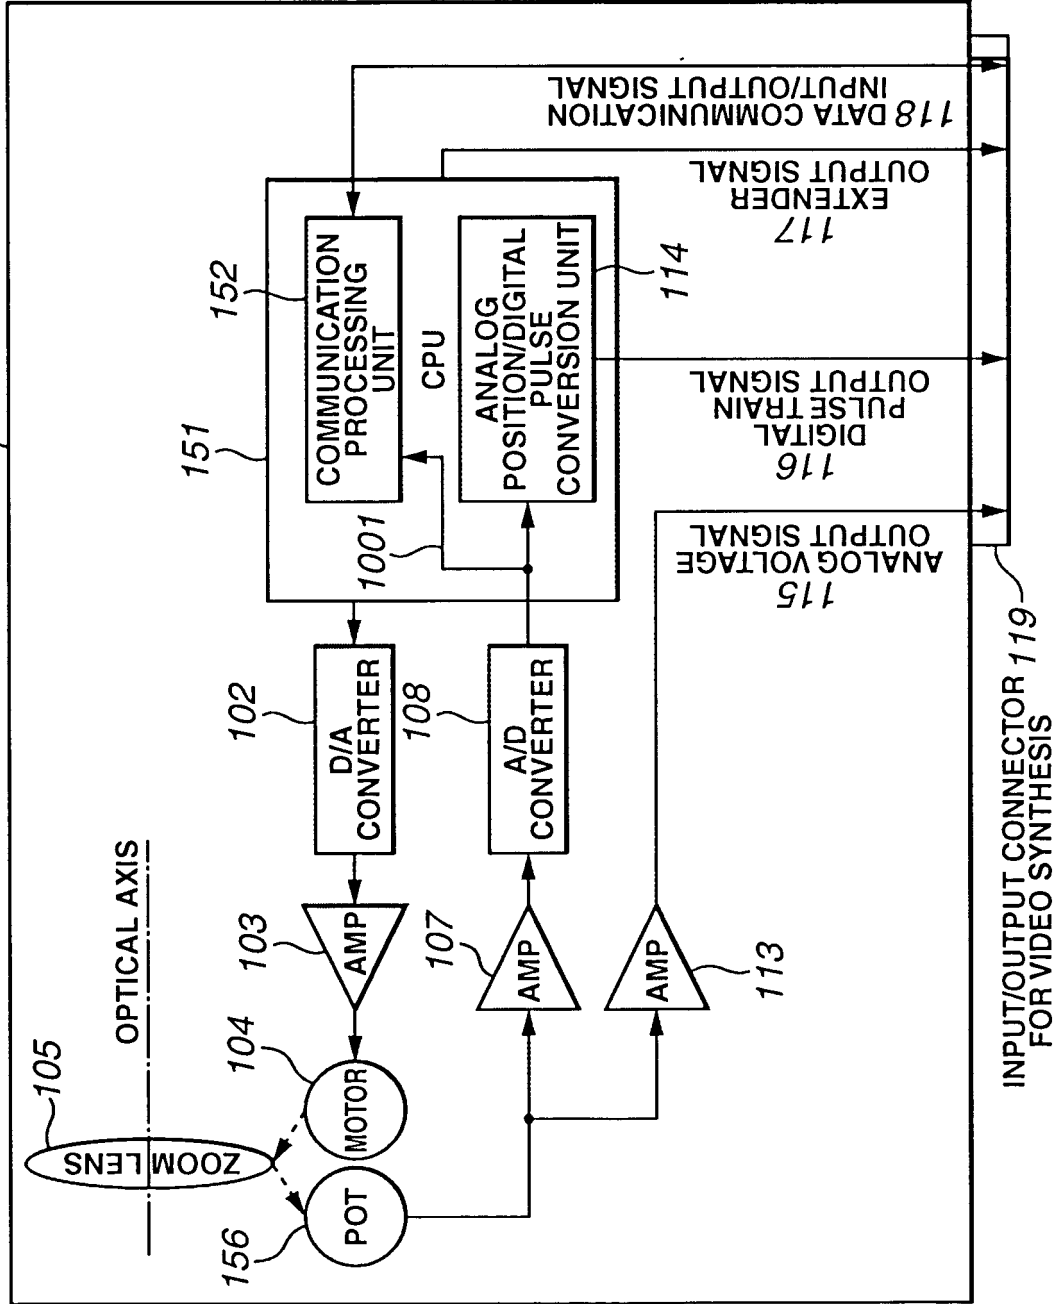 105
ZOOM LENS
OPTICAL AXIS
156
POT
104
MOTOR
103
AMP
102
D/A
CONVERTER
151
152
COMMUNICATION
PROCESSING
UNIT
CPU
1001
ANALOG
POSITION/DIGITAL
PULSE
CONVERSION UNIT
114
107
AMP
108
A/D
CONVERTER
113
AMP
115
ANALOG VOLTAGE
OUTPUT SIGNAL
116
DIGITAL
PULSE TRAIN
OUTPUT SIGNAL
117
EXTENDER
OUTPUT SIGNAL
118 DATA COMMUNICATION
INPUT/OUTPUT SIGNAL
INPUT/OUTPUT CONNECTOR 119
FOR VIDEO SYNTHESIS